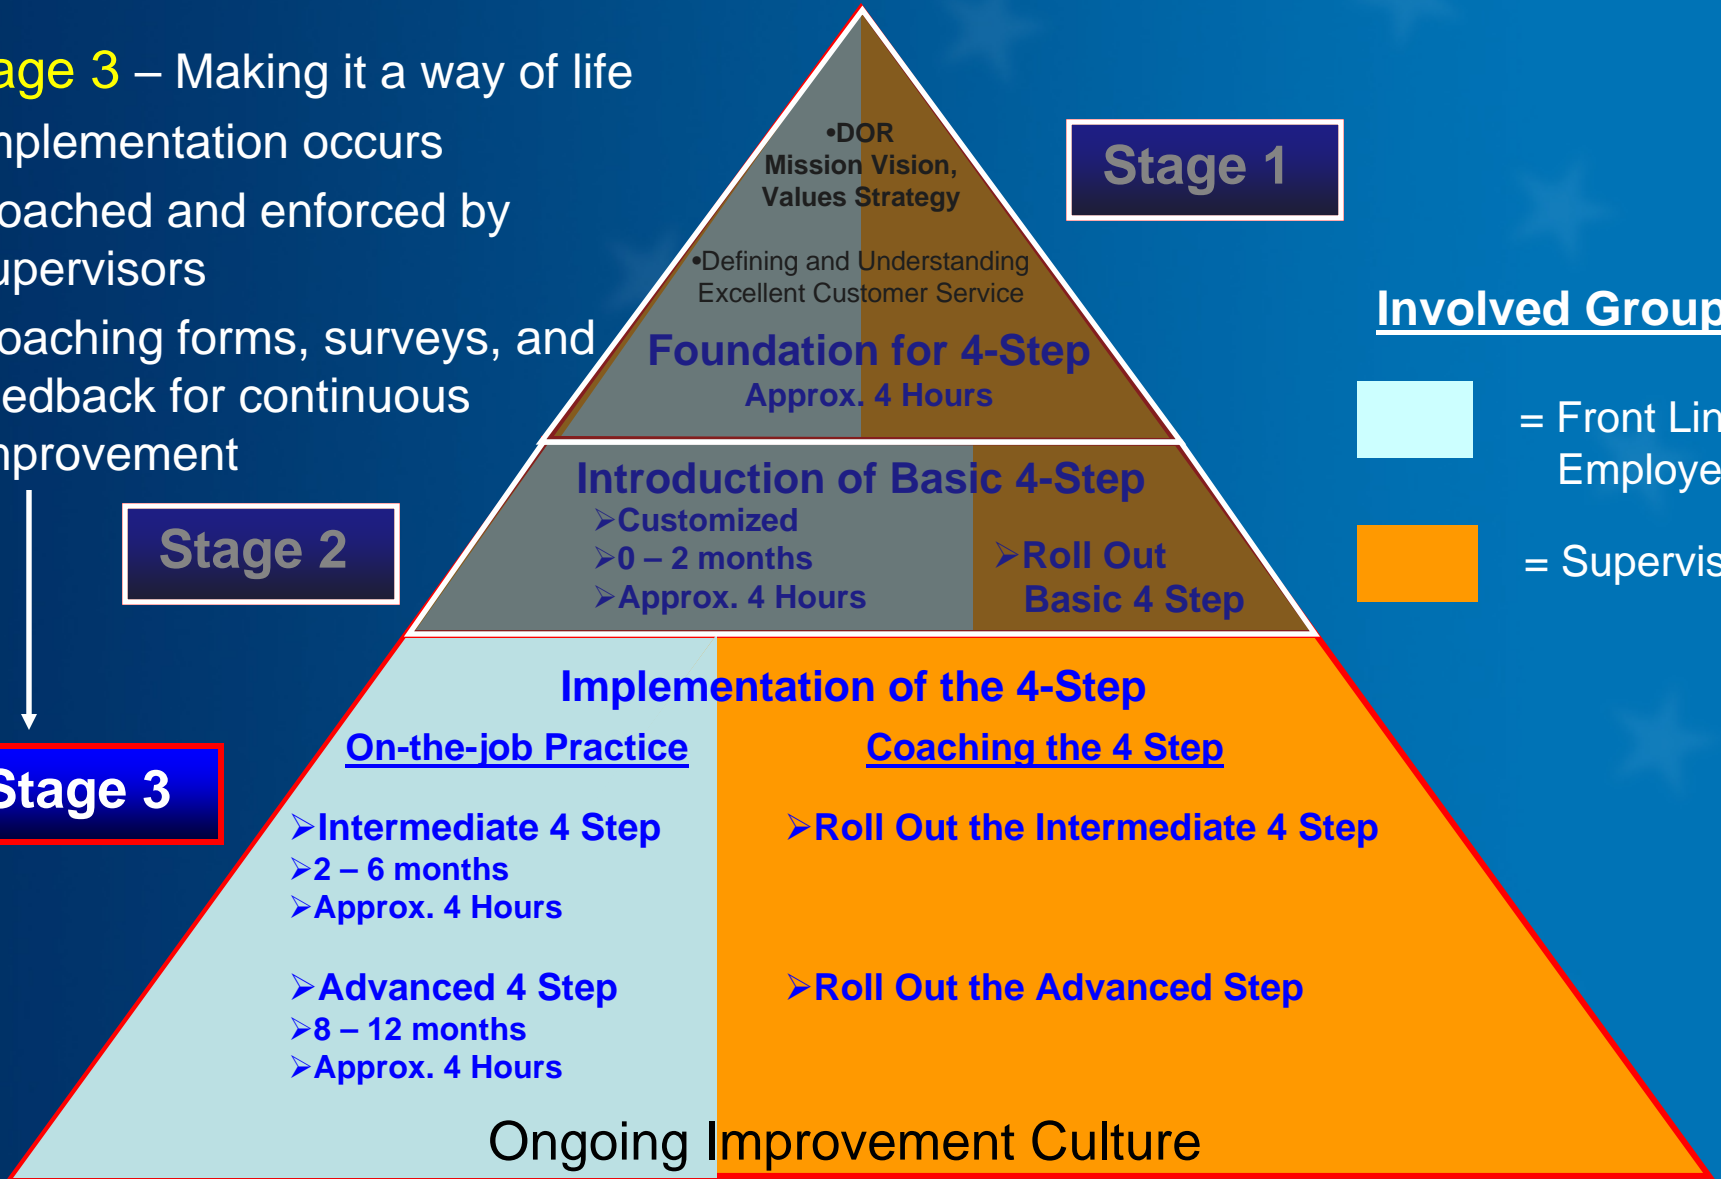 age 3 – Making it a way of life
mplementation occurs
oached and enforced by
upervisors
oaching forms, surveys, and
edback for continuous
mprovement
Stage 1
•DOR
Mission Vision,
Values Strategy
•Defining and Understanding
Excellent Customer Service
Foundation for 4-Step
Approx. 4 Hours
Involved Group
= Front Lin
Employe
= Supervis
Stage 2
Introduction of Basic 4-Step
➢Customized
➢0 – 2 months
➢Approx. 4 Hours
➢Roll Out
Basic 4 Step
Stage 3
Implementation of the 4-Step
On-the-job Practice
➢Intermediate 4 Step
➢2 – 6 months
➢Approx. 4 Hours
➢Advanced 4 Step
➢8 – 12 months
➢Approx. 4 Hours
Coaching the 4 Step
➢Roll Out the Intermediate 4 Step
➢Roll Out the Advanced Step
Ongoing Improvement Culture